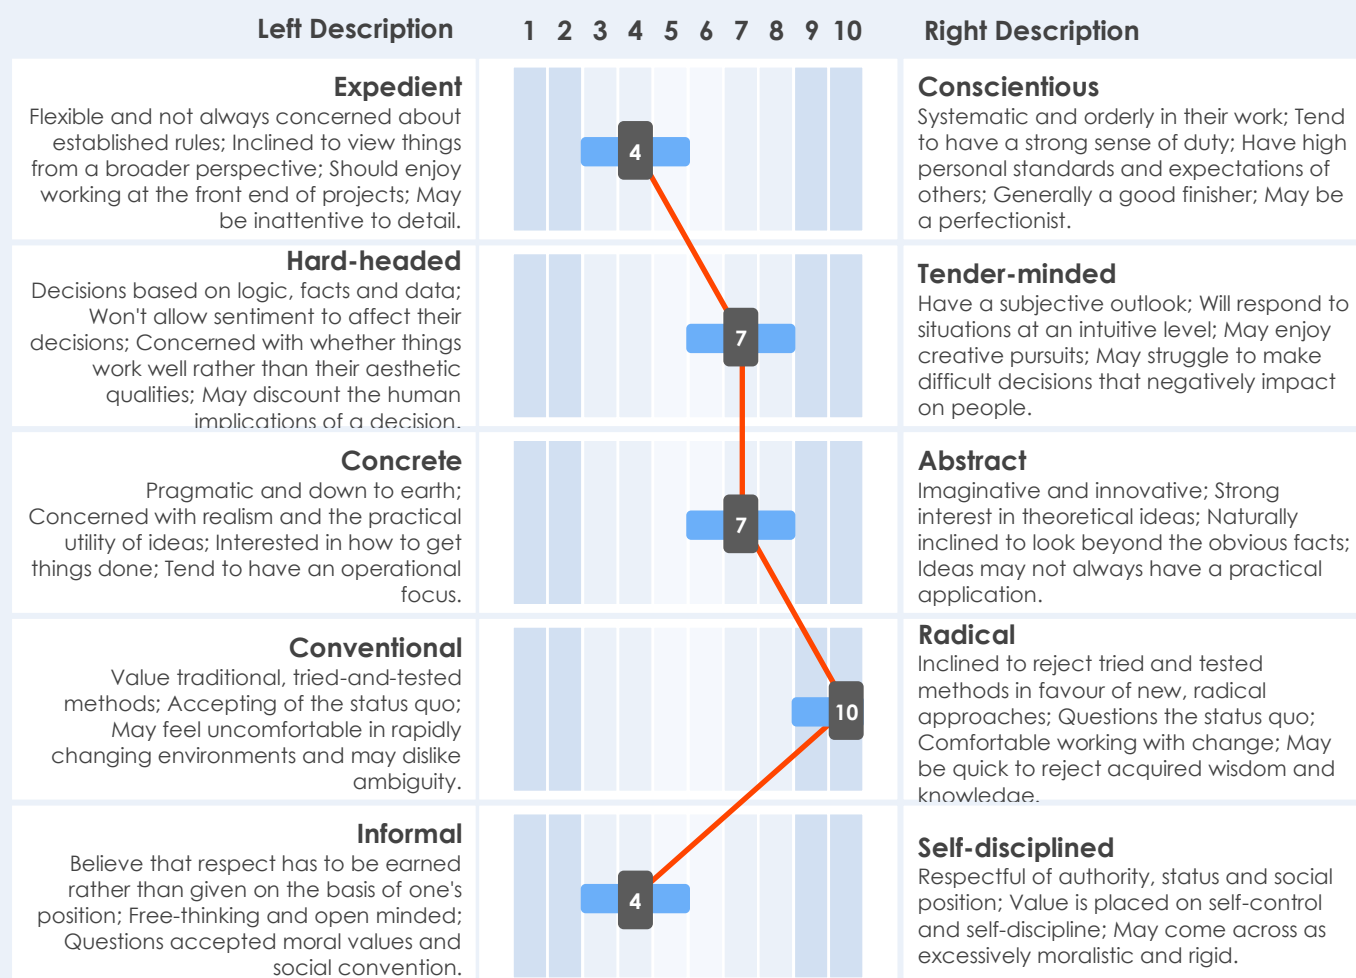 Left Description 1 2 3 4 5 6 7 8 9 10 Right Description
Expedient
Flexible and not always concerned about
established rules; Inclined to view things
from a broader perspective; Should enjoy
working at the front end of projects; May
be inattentive to detail.
4
Conscientious
Systematic and orderly in their work; Tend
to have a strong sense of duty; Have high
personal standards and expectations of
others; Generally a good finisher; May be
a perfectionist.
Hard-headed
Decisions based on logic, facts and data;
Won't allow sentiment to affect their
decisions; Concerned with whether things
work well rather than their aesthetic
qualities; May discount the human
implications of a decision.
7
Tender-minded
Have a subjective outlook; Will respond to
situations at an intuitive level; May enjoy
creative pursuits; May struggle to make
difficult decisions that negatively impact
on people.
Concrete
Pragmatic and down to earth;
Concerned with realism and the practical
utility of ideas; Interested in how to get
things done; Tend to have an operational
focus.
7
Abstract
Imaginative and innovative; Strong
interest in theoretical ideas; Naturally
inclined to look beyond the obvious facts;
Ideas may not always have a practical
application.
Conventional
Value traditional, tried-and-tested
methods; Accepting of the status quo;
May feel uncomfortable in rapidly
changing environments and may dislike
ambiguity.
10
Radical
Inclined to reject tried and tested
methods in favour of new, radical
approaches; Questions the status quo;
Comfortable working with change; May
be quick to reject acquired wisdom and
knowledge.
Informal
Believe that respect has to be earned
rather than given on the basis of one's
position; Free-thinking and open minded;
Questions accepted moral values and
social convention.
4
Self-disciplined
Respectful of authority, status and social
position; Value is placed on self-control
and self-discipline; May come across as
excessively moralistic and rigid.